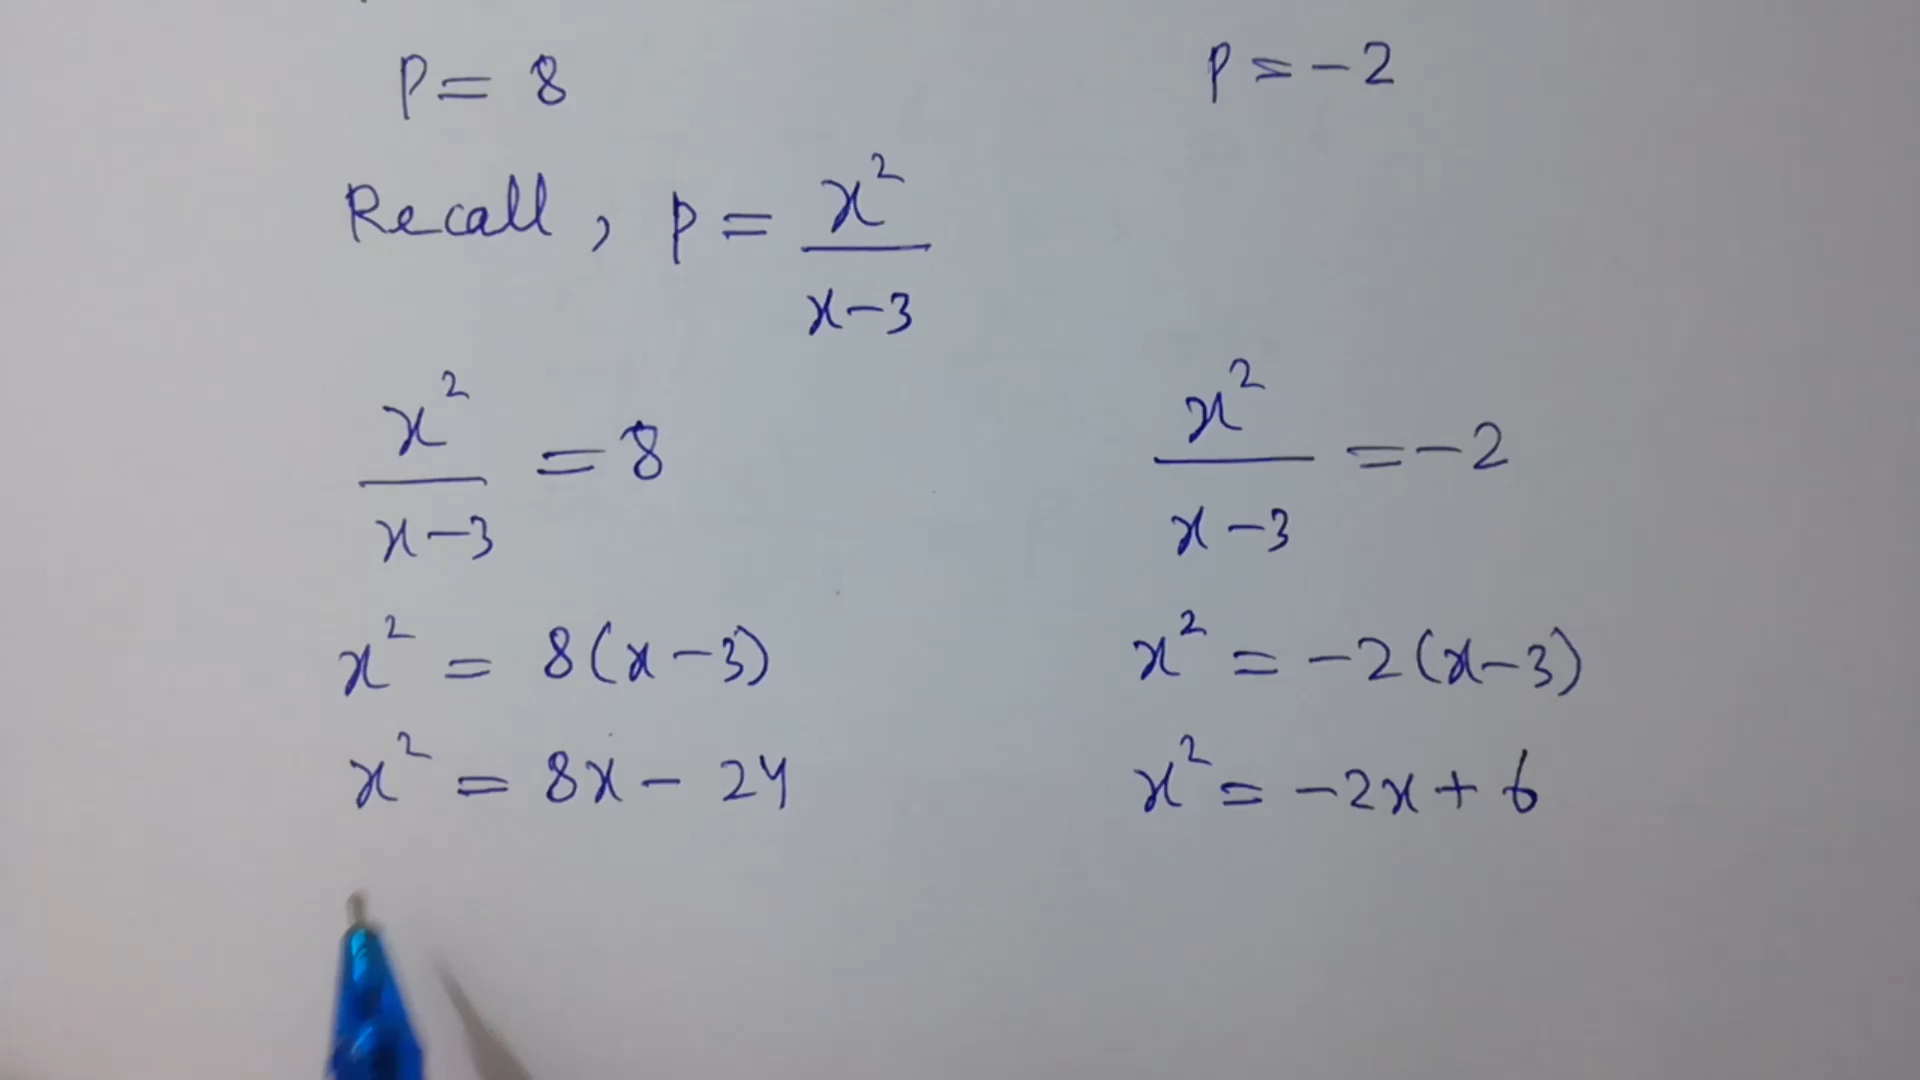 P = 8
P = -2
Recall, P = x²/(x-3)
x²/(x-3) = 8
x²/(x-3) = -2
x² = 8(x-3)
x² = -2(x-3)
x² = 8x - 24
x² = -2x + 6